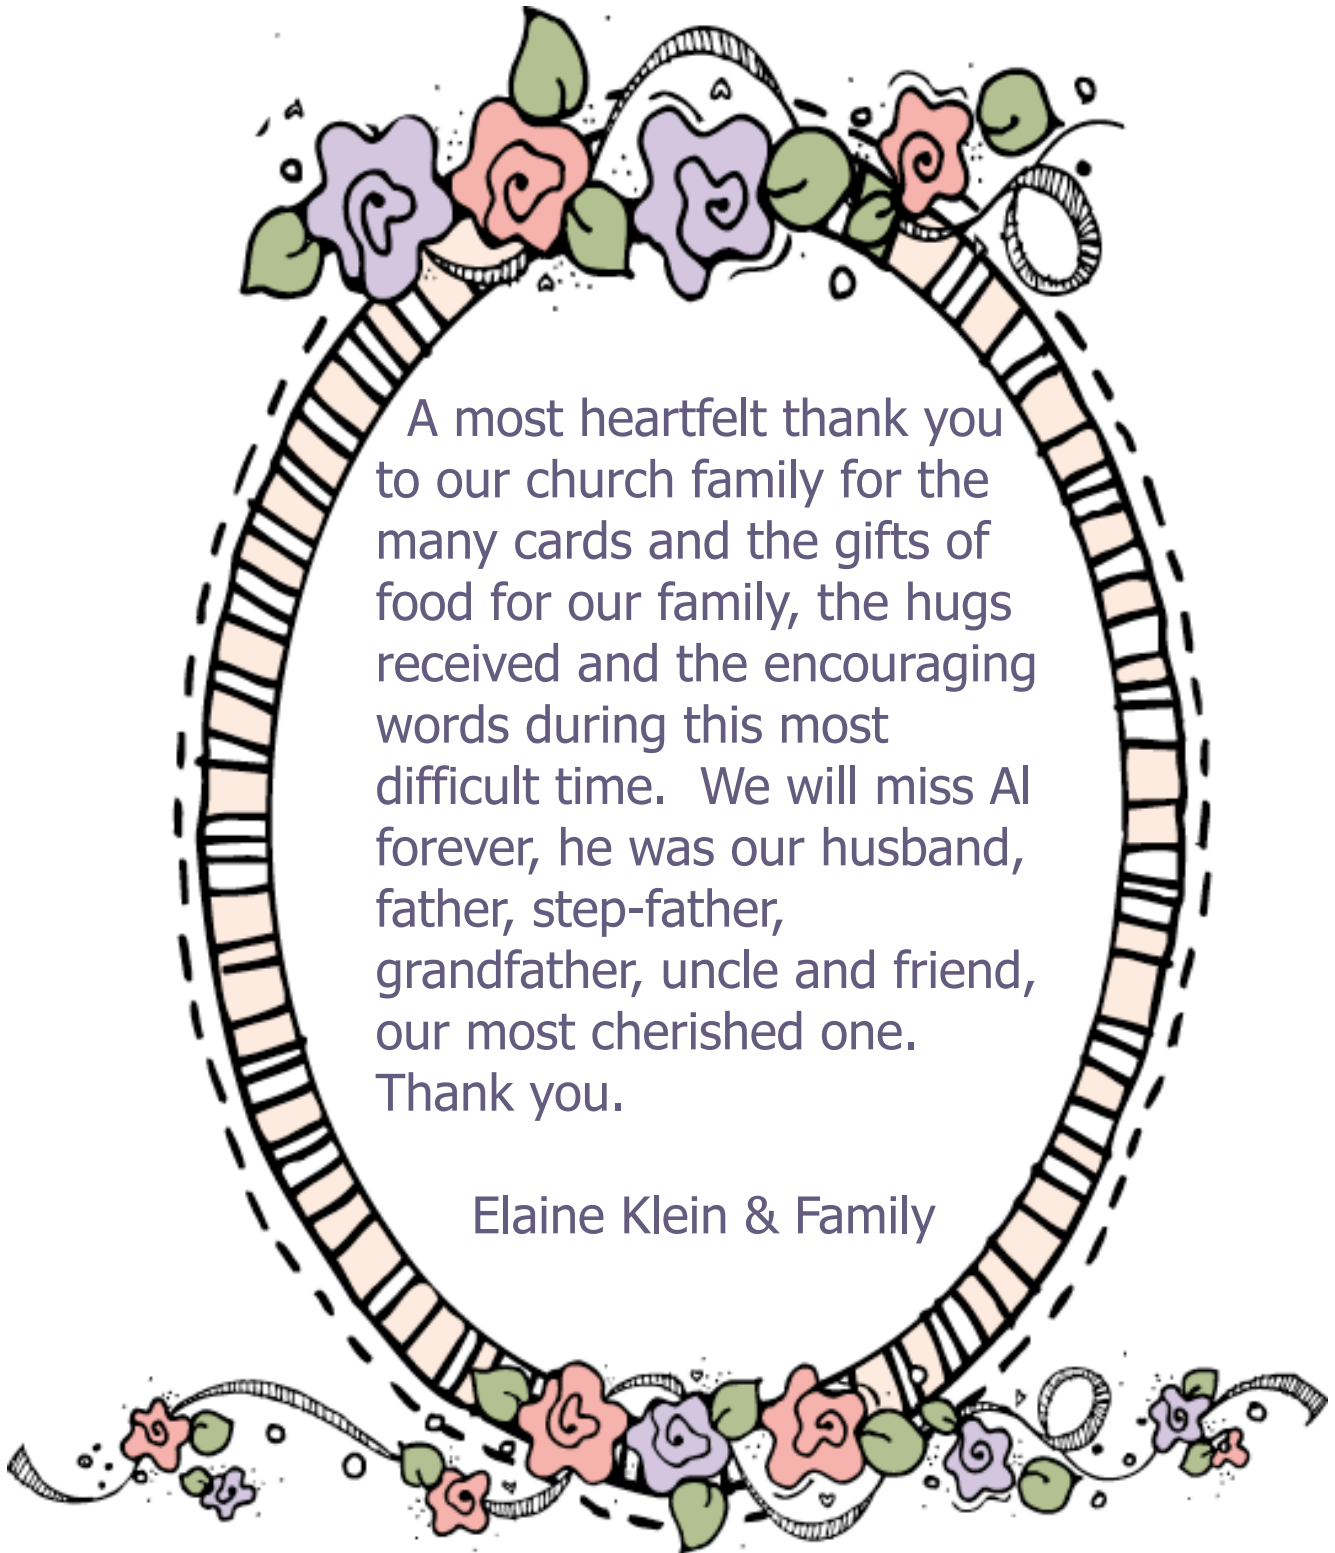 A most heartfelt thank you
to our church family for the
many cards and the gifts of
food for our family, the hugs
received and the encouraging
words during this most
difficult time.  We will miss Al
forever, he was our husband,
father, step-father,
grandfather, uncle and friend,
our most cherished one.
Thank you.
Elaine Klein & Family